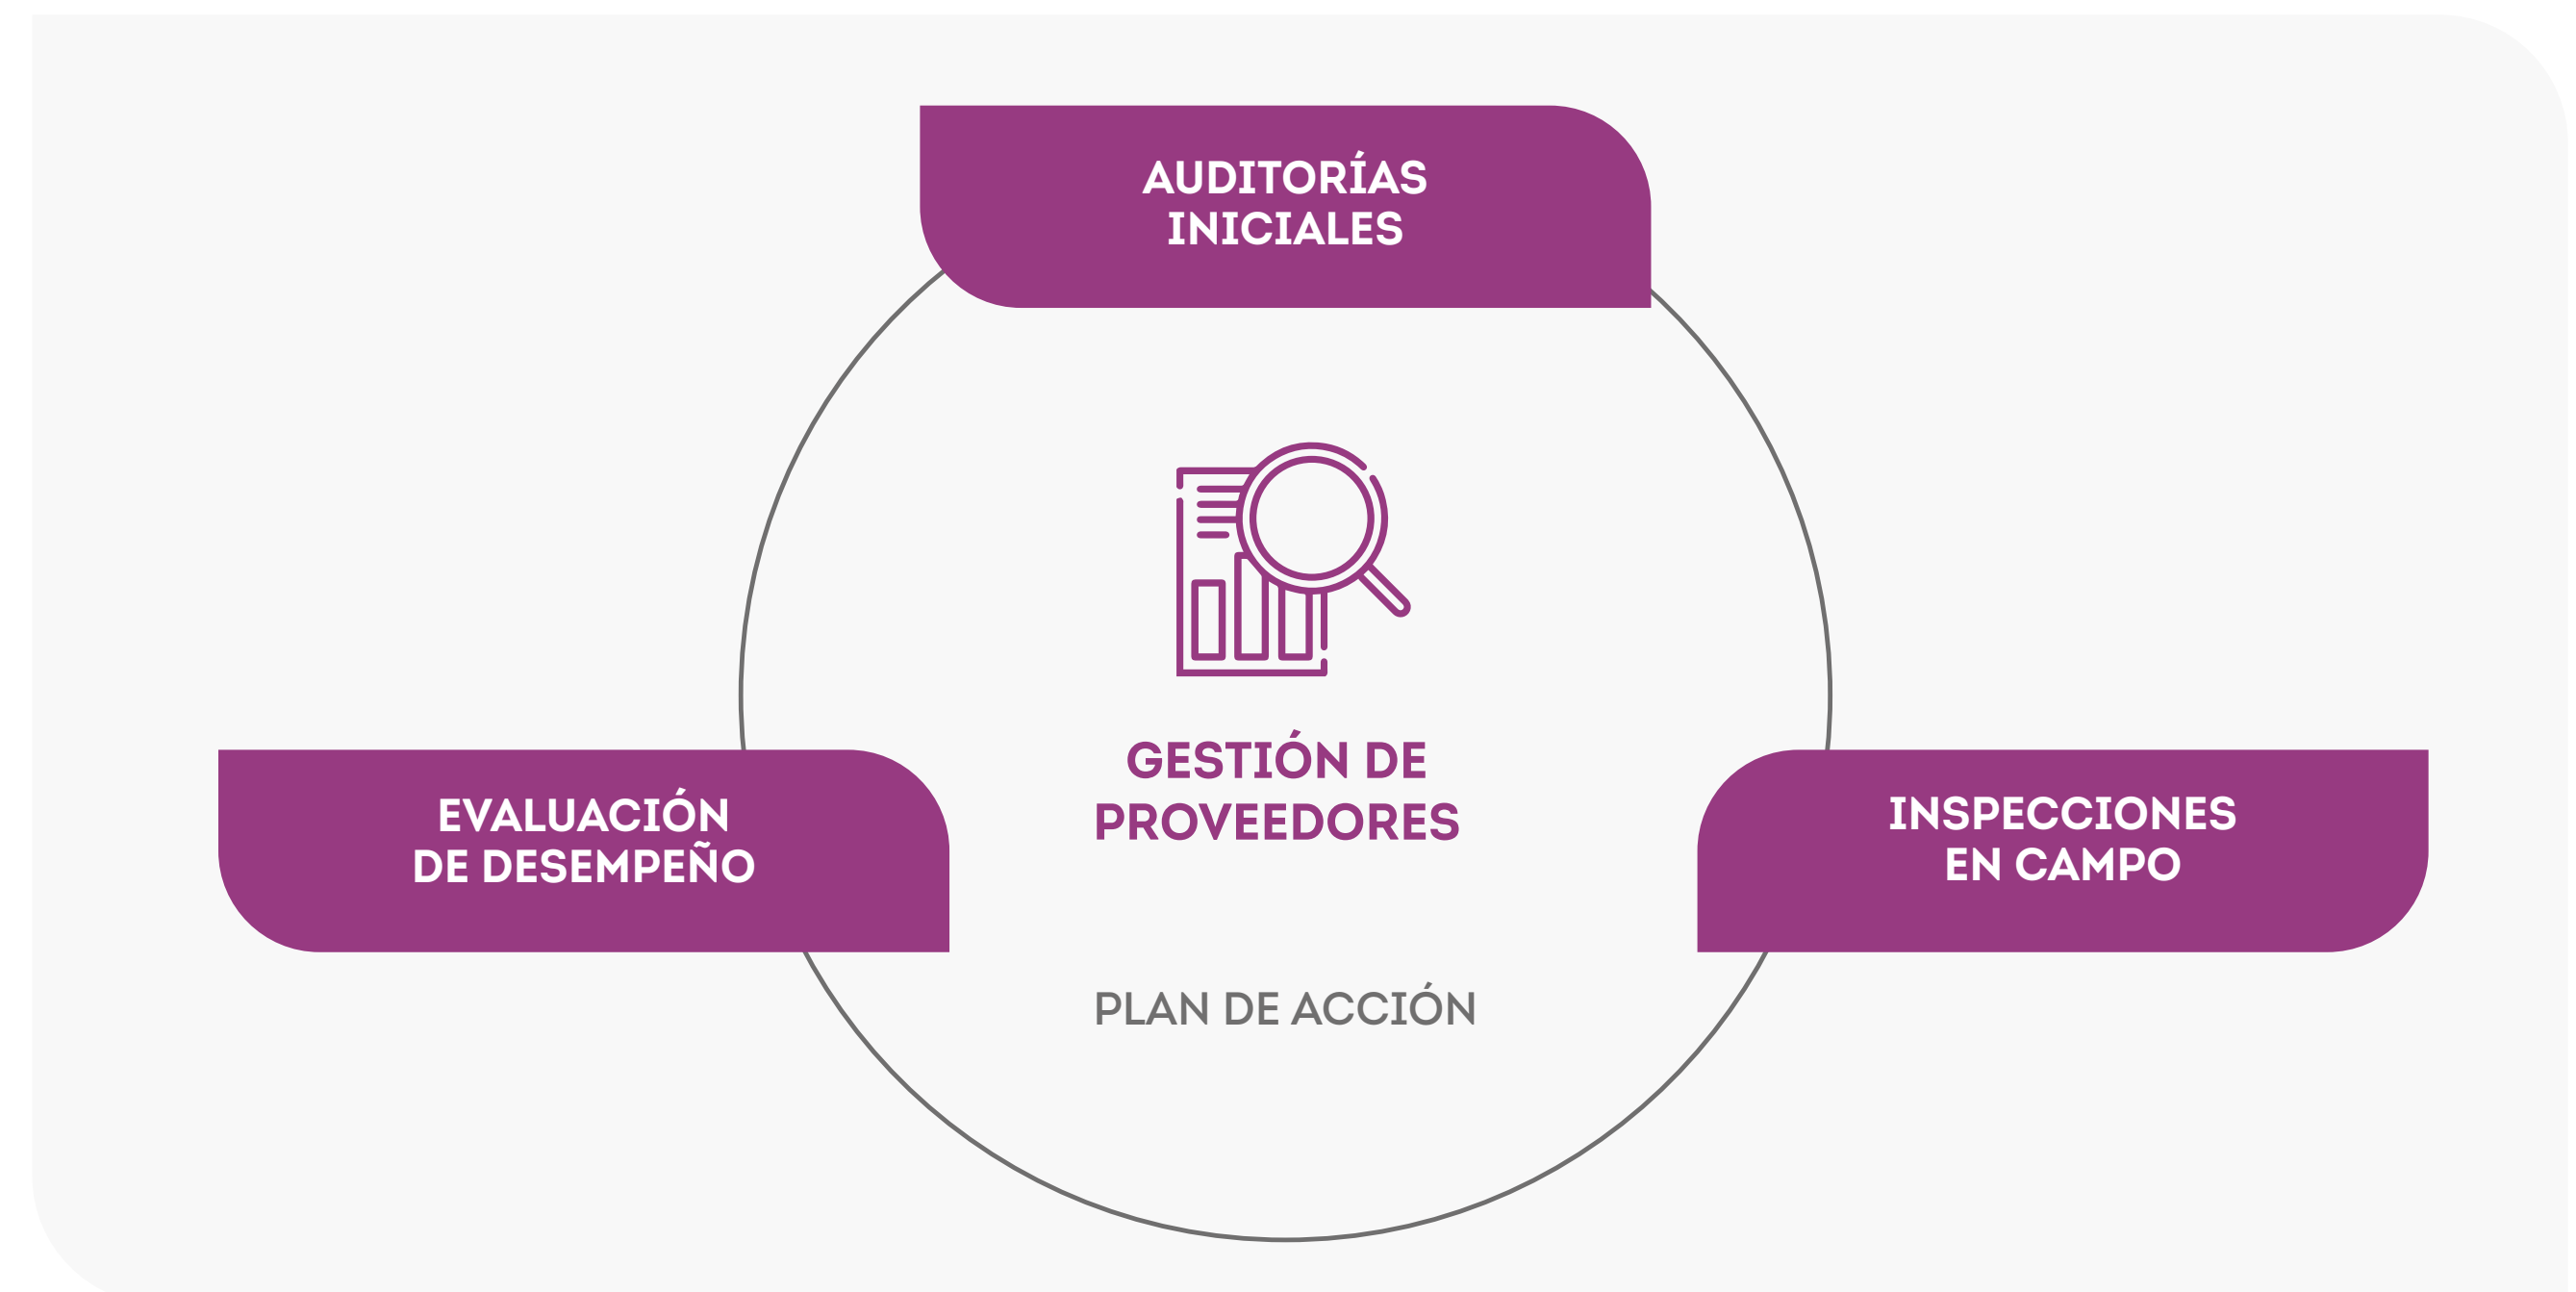 AUDITORÍAS
INICIALES
GESTIÓN DE
PROVEEDORES
EVALUACIÓN
DE DESEMPEÑO
INSPECCIONES
EN CAMPO
PLAN DE ACCIÓN